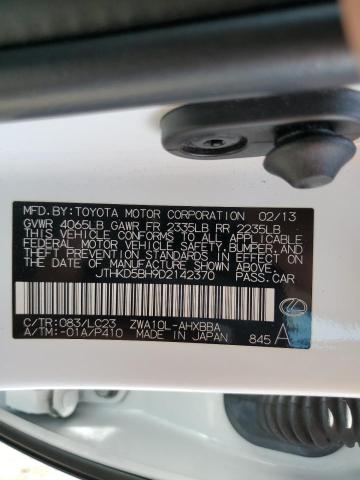 MFD.BY:TOYOTA MOTOR CORPORATION 02/13
GVWR 4065LB GAWR FR 2335LB RR 2235LB
THIS VEHICLE CONFORMS TO ALL APPLICABLE
FEDERAL MOTOR VEHICLE SAFETY,BUMPER,AND
THEFT PREVENTION STANDARDS IN EFFECT ON
THE DATE OF MANUFACTURE SHOWN ABOVE.
JTHKD5BH9D2142370 PASS.CAR
C/TR:083/LC23 ZWA10L-AHXBBA
A/TM:-01A/P410 MADE IN JAPAN 845 A